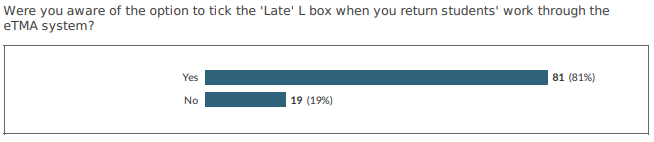 Were you aware of the option to tick the 'Late' L box when you return students' work through the
eTMA system?
Yes 81 (81%)
No 19 (19%)